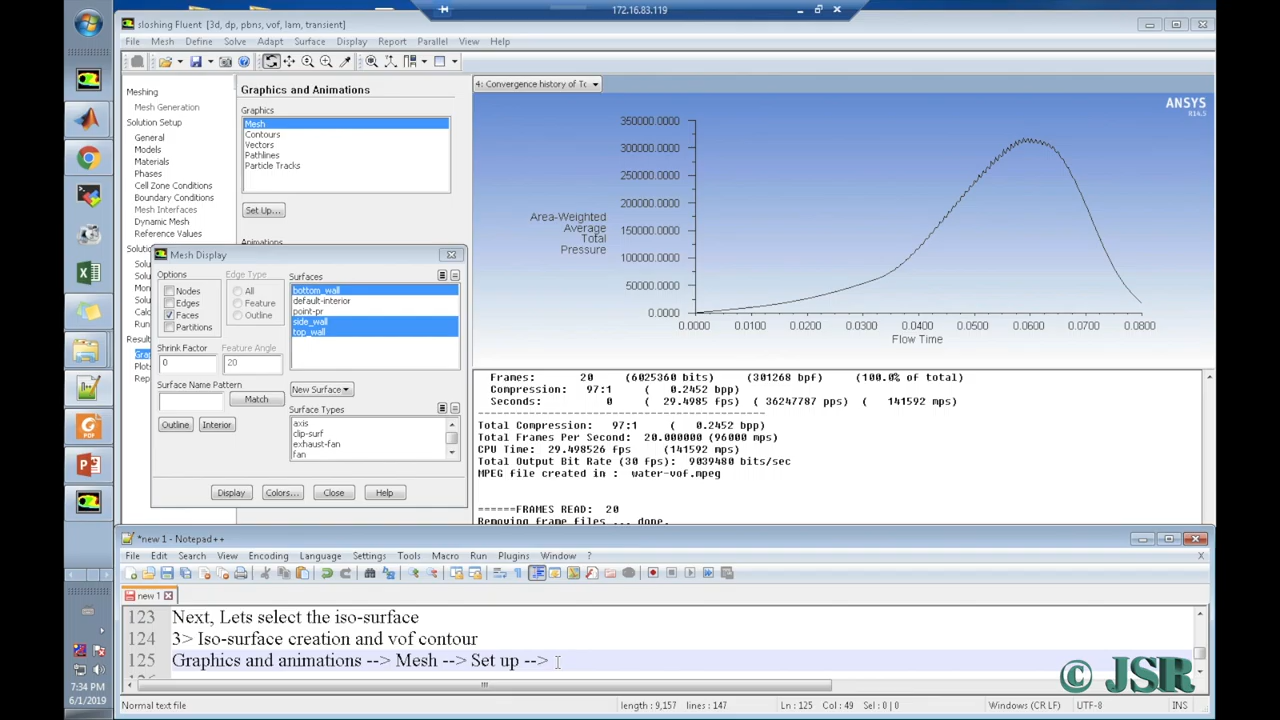 172.16.83.119
sloshing Fluent [3d, dp, pbns, vof, lam, transient]
File Mesh Define Solve Adapt Surface Display Report Parallel View Help
Meshing
Mesh Generation
Solution Setup
General
Models
Materials
Phases
Cell Zone Conditions
Boundary Conditions
Mesh Interfaces
Dynamic Mesh
Reference Values
Graphics and Animations
Graphics
Mesh
Contours
Vectors
Pathlines
Particle Tracks
Set Up...
Animations
Mesh Display
Options
Nodes
Edges
Faces
Partitions
Edge Type
All
Feature
Outline
Shrink Factor
Feature Angle
0
20
Surface Name Pattern
Match
Outline
Interior
Surfaces
bottom_wall
default-interior
point-pr
side_wall
top_wall
New Surface
Surface Types
axis
clip-surf
exhaust-fan
fan
Display
Colors...
Close
Help
4: Convergence history of Tc
ANSYS
R14.5
350000.0000
300000.0000
250000.0000
200000.0000
150000.0000
100000.0000
50000.0000
0.0000
Area-Weighted
Average
Total
Pressure
0.0000 0.0100 0.0200 0.0300 0.0400 0.0500 0.0600 0.0700 0.0800
Flow Time
Frames: 20 (6025360 bits) (301268 bpf) (100.0% of total)
Compression: 97:1 ( 0.2452 bpp)
Seconds: 0 ( 29.4985 fps) ( 36247787 pps) ( 141592 mps)
Total Compression: 97:1 ( 0.2452 bpp)
Total Frames Per Second: 20.000000 (96000 mps)
CPU Time: 29.498526 fps (141592 mps)
Total Output Bit Rate (30 fps): 9039480 bits/sec
MPEG file created in : water-vof.mpeg
======FRAMES READ: 20
Removing frame files ... done.
*new 1 - Notepad++
File Edit Search View Encoding Language Settings Tools Macro Run Plugins Window ?
X
new 1
123 Next, Lets select the iso-surface
124 3> Iso-surface creation and vof contour
125 Graphics and animations --> Mesh --> Set up -->
© JSR
Normal text file
length : 9,157 lines : 147
Ln : 125 Col : 49 Sel : 0 | 0
Windows (CR LF)
UTF-8
INS
7:34 PM
6/1/2019